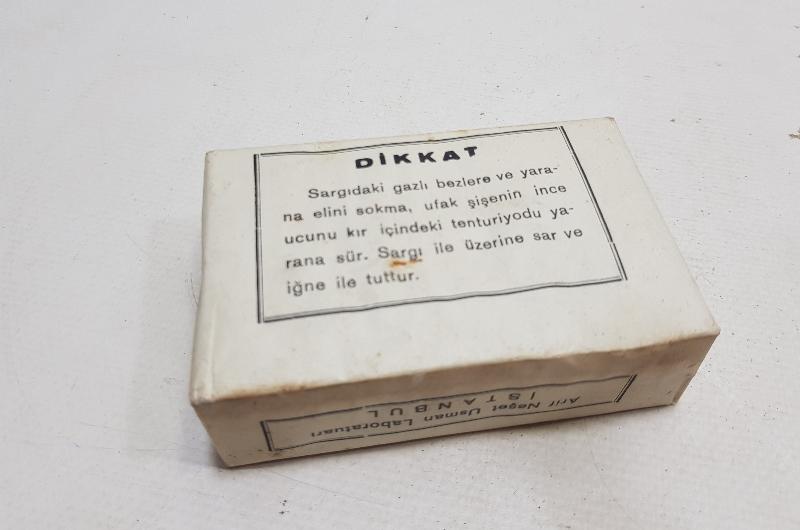 DİKKAT
Sargıdaki gazlı bezlere ve yara-
na elini sokma, ufak şişenin ince
ucunu kır içindeki tenturiyodu ya-
rana sür. Sargı ile üzerine sar ve
iğne ile tuttur.
Arif Neşet Usman Laboratuarı
İSTANBUL